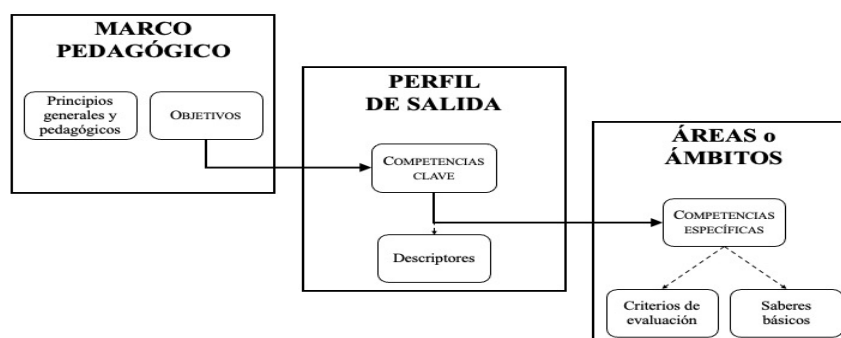 MARCO
PEDAGÓGICO
Principios
generales y
pedagógicos
OBJETIVOS
PERFIL
DE SALIDA
COMPETENCIAS
CLAVE
Descriptores
ÁREAS o
ÁMBITOS
COMPETENCIAS
ESPECÍFICAS
Criterios de
evaluación
Saberes
básicos